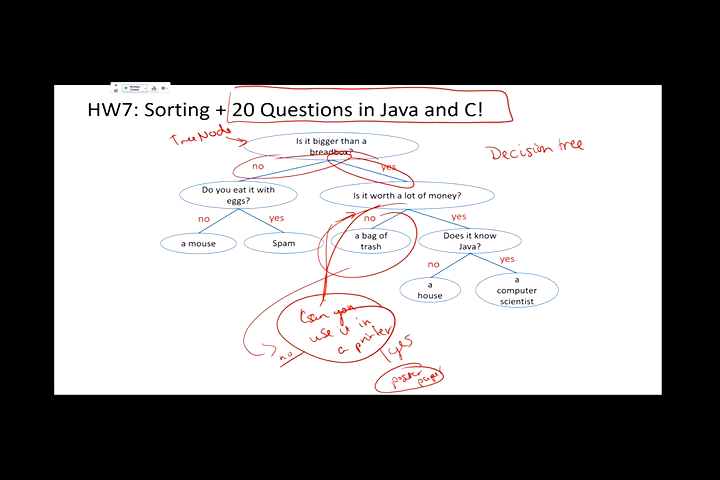 HW7: Sorting + 20 Questions in Java and C!
TreeNode
Is it bigger than a
breadbox?
Decision tree
no
yes
Do you eat it with
eggs?
Is it worth a lot of money?
no
yes
no
yes
a mouse
Spam
a bag of
trash
Does it know
Java?
no
yes
a
house
a
computer
scientist
Can you
use it in
a printer
no
yes
poster
paper